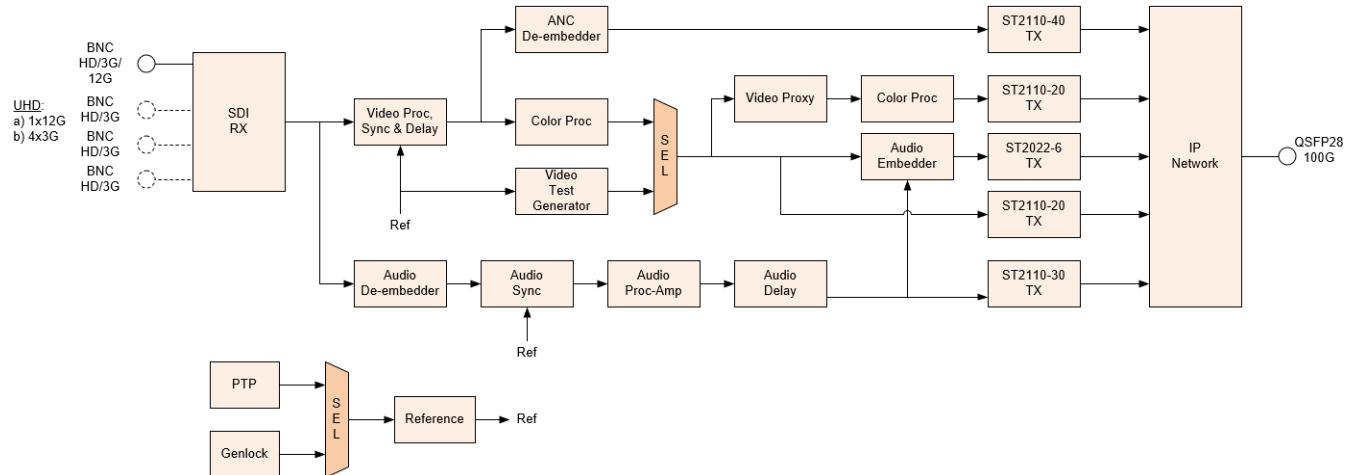 BNC
HD/3G/
12G
UHD:
a) 1x12G
b) 4x3G
BNC
HD/3G
BNC
HD/3G
BNC
HD/3G
SDI
RX
Video Proc,
Sync & Delay
Ref
ANC
De-embedder
Color Proc
Video
Test
Generator
S
E
L
Video Proxy
Color Proc
Audio
Embedder
ST2110-40
TX
ST2110-20
TX
ST2022-6
TX
ST2110-20
TX
ST2110-30
TX
IP
Network
QSFP28
100G
Audio
De-embedder
Audio
Sync
Ref
Audio
Proc-Amp
Audio
Delay
PTP
Genlock
S
E
L
Reference
Ref